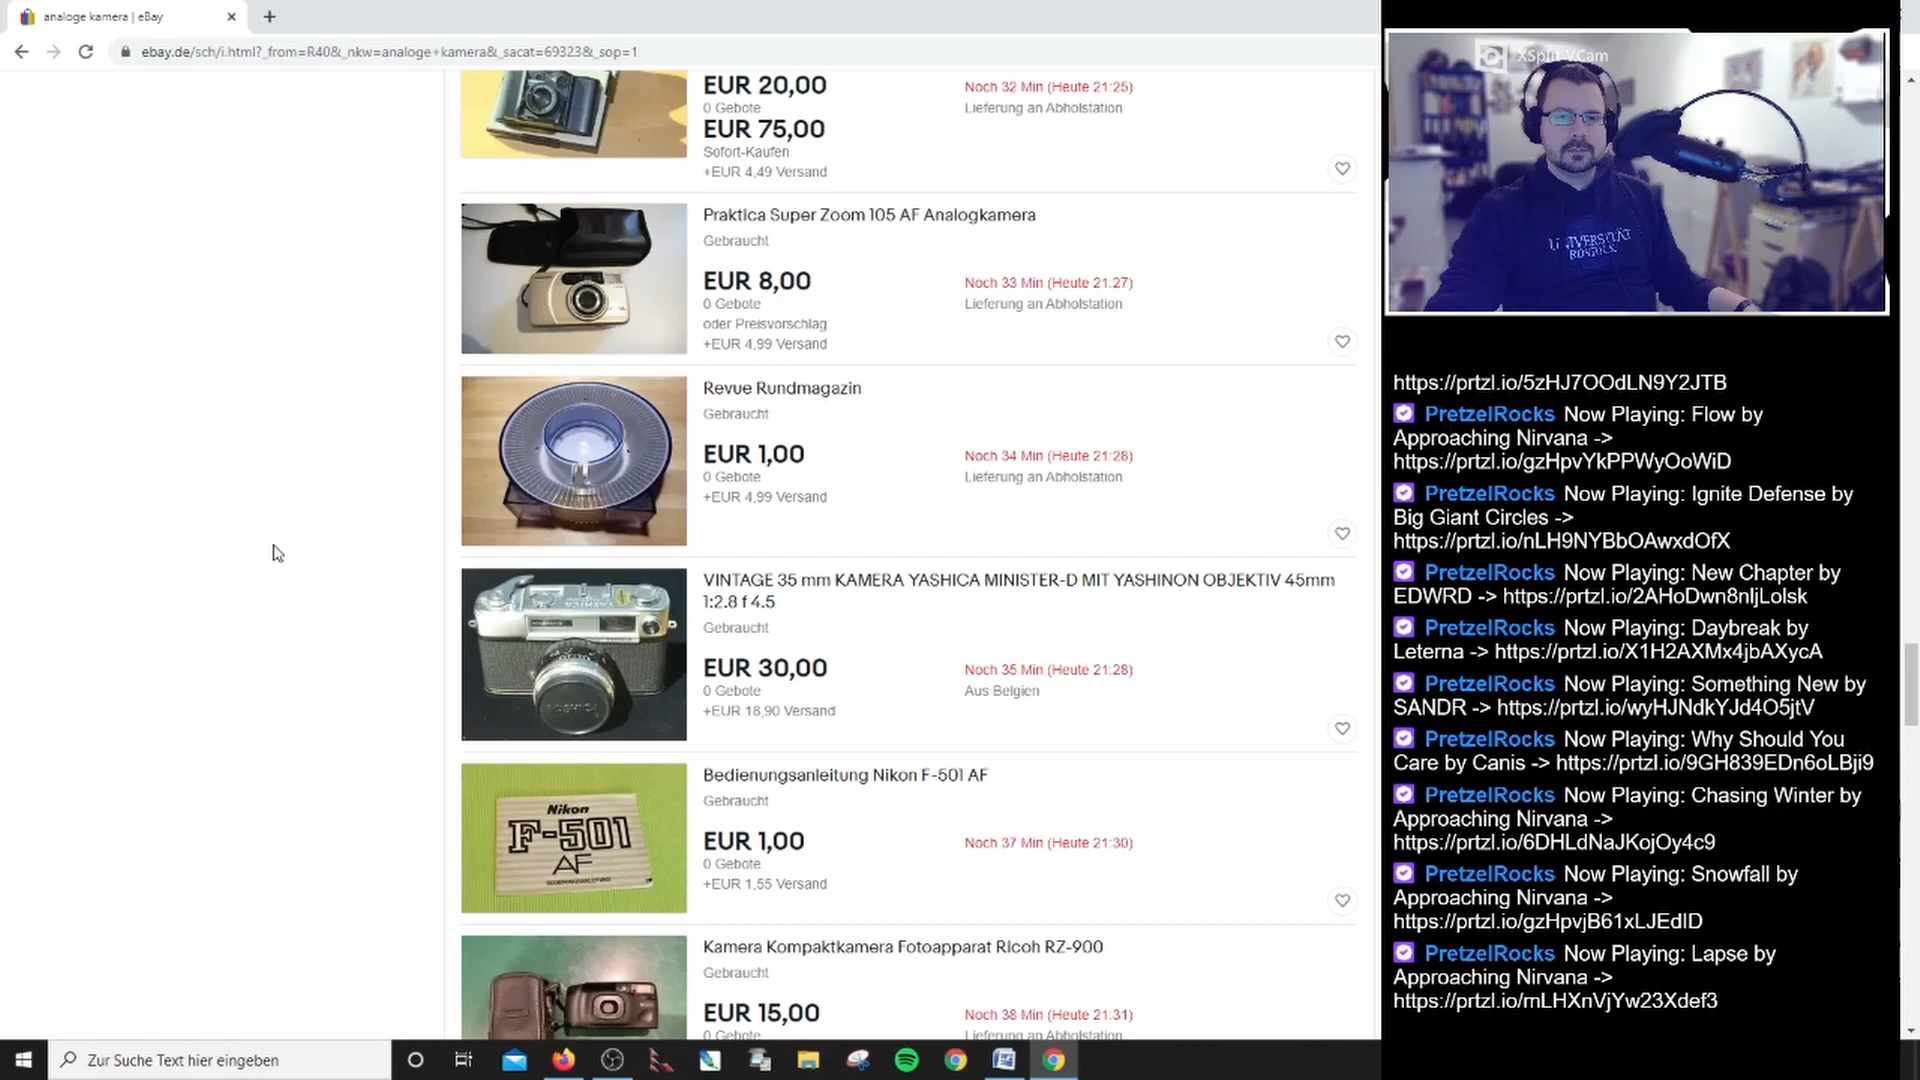 analoge kamera | eBay
ebay.de/sch/i.html?_from=R40&_nkw=analoge+kamera&_sacat=69323&_sop=1
EUR 20,00
0 Gebote
EUR 75,00
Sofort-Kaufen
+EUR 4,49 Versand
Noch 32 Min (Heute 21:25)
Lieferung an Abholstation
Praktica Super Zoom 105 AF Analogkamera
Gebraucht
EUR 8,00
0 Gebote
oder Preisvorschlag
+EUR 4,99 Versand
Noch 33 Min (Heute 21:27)
Lieferung an Abholstation
Revue Rundmagazin
Gebraucht
EUR 1,00
0 Gebote
+EUR 4,99 Versand
Noch 34 Min (Heute 21:28)
Lieferung an Abholstation
VINTAGE 35 mm KAMERA YASHICA MINISTER-D MIT YASHINON OBJEKTIV 45mm
1:2.8 f 4.5
Gebraucht
EUR 30,00
0 Gebote
+EUR 18,90 Versand
Noch 35 Min (Heute 21:28)
Aus Belgien
Nikon
F-501
AF
Bedienungsanleitung Nikon F-501 AF
Gebraucht
EUR 1,00
0 Gebote
+EUR 1,55 Versand
Noch 37 Min (Heute 21:30)
Kamera Kompaktkamera Fotoapparat Ricoh RZ-900
Gebraucht
EUR 15,00
0 Gebote
Noch 38 Min (Heute 21:31)
Lieferung an Abholstation
Zur Suche Text hier eingeben
XSplit VCam
UNIVERSITÄT
ROSTOCK
https://prtzl.io/5zHJ7OOdLN9Y2JTB
PretzelRocks Now Playing: Flow by
Approaching Nirvana ->
https://prtzl.io/gzHpvYkPPWyOoWiD
PretzelRocks Now Playing: Ignite Defense by
Big Giant Circles ->
https://prtzl.io/nLH9NYBbOAwxdOfX
PretzelRocks Now Playing: New Chapter by
EDWRD -> https://prtzl.io/2AHoDwn8nIjLolsk
PretzelRocks Now Playing: Daybreak by
Leterna -> https://prtzl.io/X1H2AXMx4jbAXycA
PretzelRocks Now Playing: Something New by
SANDR -> https://prtzl.io/wyHJNdkYJd4O5jtV
PretzelRocks Now Playing: Why Should You
Care by Canis -> https://prtzl.io/9GH839EDn6oLBji9
PretzelRocks Now Playing: Chasing Winter by
Approaching Nirvana ->
https://prtzl.io/6DHLdNaJKojOy4c9
PretzelRocks Now Playing: Snowfall by
Approaching Nirvana ->
https://prtzl.io/gzHpvjB61xLJEdlD
PretzelRocks Now Playing: Lapse by
Approaching Nirvana ->
https://prtzl.io/mLHXnVjYw23Xdef3